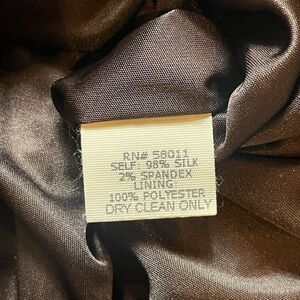 RN# 58011
SELF: 98% SILK
2% SPANDEX
LINING:
100% POLYESTER
DRY CLEAN ONLY